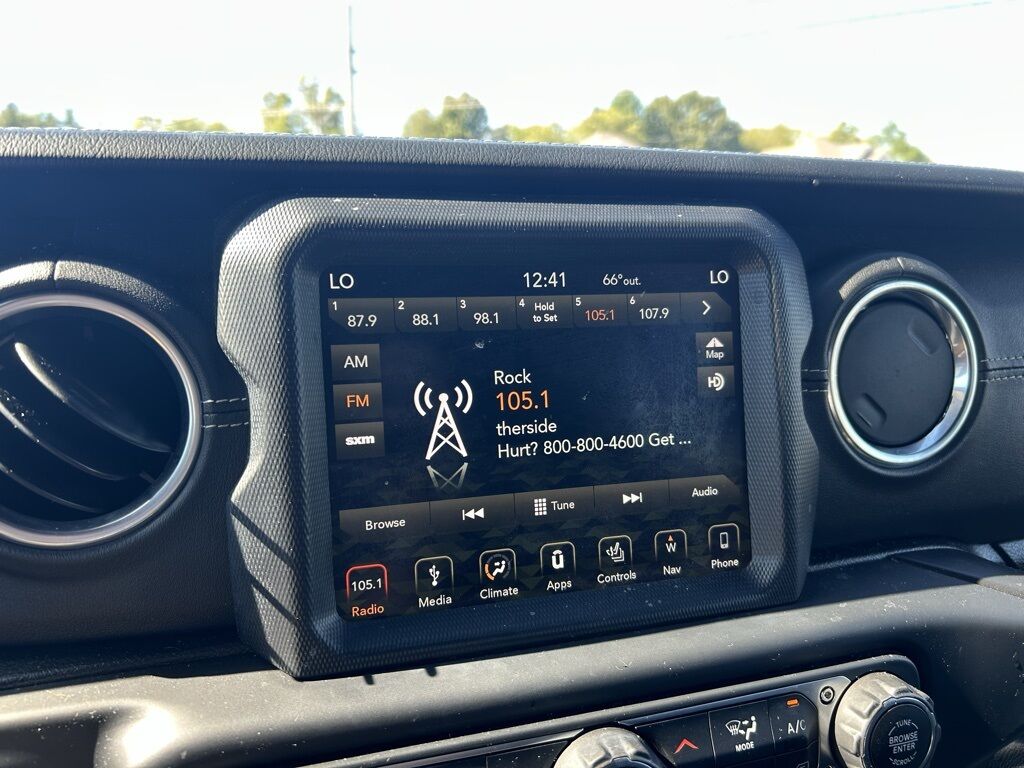 LO 12:41 66°out. LO
1 87.9 2 88.1 3 98.1 4 Hold to Set 5 105.1 6 107.9
AM
Map
FM
HD
sxm
Rock
105.1
therside
Hurt? 800-800-4600 Get ...
Browse Tune Audio
105.1 W
Radio Media Climate Apps Controls Nav Phone
MODE A/C
TUNE
BROWSE
ENTER
SCROLL